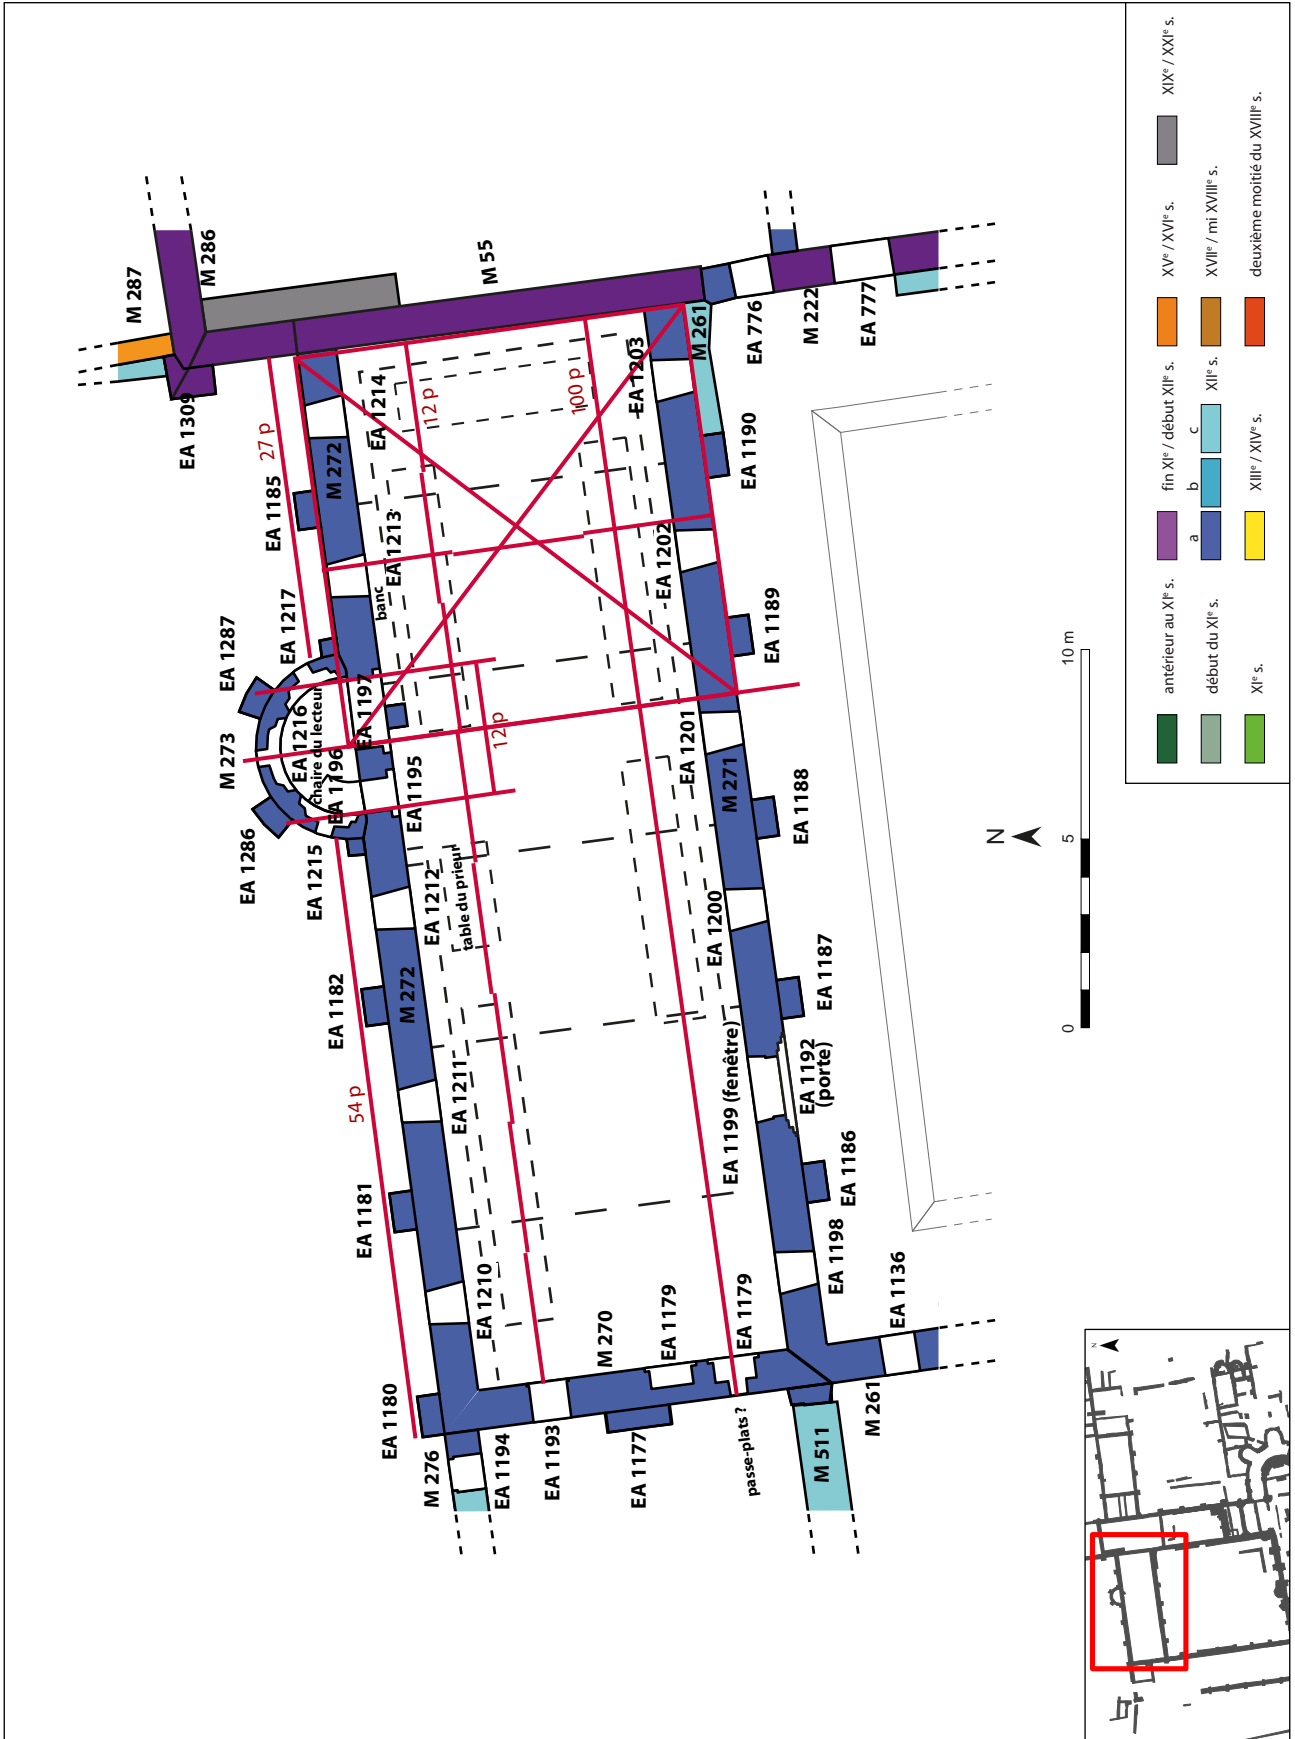 M 287
M 286
EA 1309
27 p
M 55
EA 1185
M 272
EA 1214
12 p
100 p
EA 1203
M 261
EA 776
M 222
EA 777
EA 1190
EA 1217
EA 1213
banc
EA 1202
EA 1189
EA 1287
M 273
EA 1216
chaire du lecteur
EA 1197
EA 1196
12 p
EA 1201
EA 1286
EA 1215
EA 1195
M 271
EA 1188
EA 1212
table du prieur
EA 1200
EA 1182
M 272
EA 1187
54 p
EA 1211
EA 1199 (fenêtre)
EA 1192
(porte)
EA 1181
EA 1186
EA 1210
EA 1198
M 270
EA 1179
EA 1179
EA 1136
EA 1180
M 276
EA 1194
EA 1193
EA 1177
passe-plats ?
M 511
M 261
N
0
5
10 m
antérieur au XIᵉ s.
début du XIᵉ s.
XIᵉ s.
fin XIᵉ / début XIIᵉ s.
a
b
c
XIIᵉ s.
XIIIᵉ / XIVᵉ s.
XVᵉ / XVIᵉ s.
XVIIᵉ / mi XVIIIᵉ s.
deuxième moitié du XVIIIᵉ s.
XIXᵉ / XXIᵉ s.
N